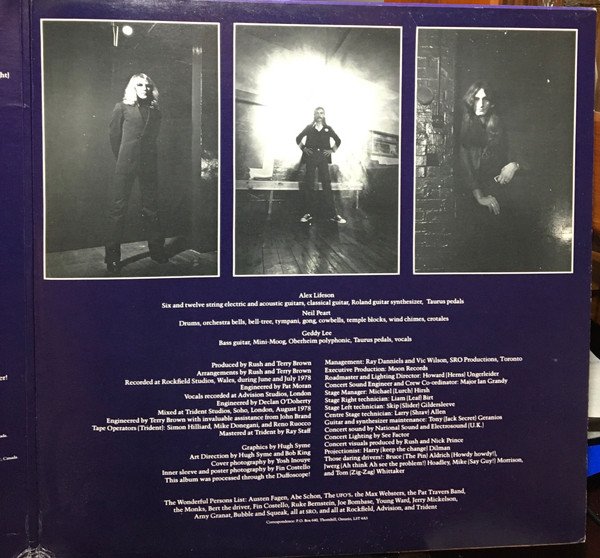 ht)
er!
, Canada
Alex Lifeson
Six and twelve string electric and acoustic guitars, classical guitar, Roland guitar synthesizer, Taurus pedals
Neil Peart
Drums, orchestra bells, bell-tree, tympani, gong, cowbells, temple blocks, wind chimes, crotales
Geddy Lee
Bass guitar, Mini-Moog, Oberheim polyphonic, Taurus pedals, vocals
Produced by Rush and Terry Brown
Arrangements by Rush and Terry Brown
Recorded at Rockfield Studios, Wales, during June and July 1978
Engineered by Pat Moran
Vocals recorded at Advision Studios, London
Engineered by Declan O'Doherty
Mixed at Trident Studios, Soho, London, August 1978
Engineered by Terry Brown with invaluable assistance from John Brand
Tape Operators (Trident): Simon Hilliard, Mike Donegani, and Reno Ruocco
Mastered at Trident by Ray Staff
Graphics by Hugh Syme
Art Direction by Hugh Syme and Bob King
Cover photography by Yosh Inouye
Inner sleeve and poster photography by Fin Costello
This album was processed through the Duffoscope!
Management: Ray Danniels and Vic Wilson, SRO Productions, Toronto
Executive Production: Moon Records
Roadmaster and Lighting Director: Howard [Herns] Ungerleider
Concert Sound Engineer and Crew Co-ordinator: Major Ian Grandy
Stage Manager: Michael [Lurch] Hirsh
Stage Right technician: Liam [Leaf] Birt
Stage Left technician: Skip [Slider] Gildersleeve
Centre Stage technician: Larry [Shrav] Allen
Guitar and synthesizer maintenance: Tony [Jack Secret] Geranios
Concert sound by National Sound and Electrosound (U.K.)
Concert Lighting by See Factor
Concert visuals produced by Rush and Nick Prince
Projectionist: Harry [keep the change] Dilman
Those daring drivers!: Bruce [The Pin] Aldrich [Howdy howdy!],
Jwerg [Ah think Ah see the problem!] Hoadley, Mike [Say Guy!] Morrison,
and Tom [Zig-Zag] Whittaker
The Wonderful Persons List: Austen Fagen, Abe Schon, The UFO'S, the Max Websters, the Pat Travers Band,
the Monks, Bert the driver, Fin Costello, Ruke Bernstein, Joe Bombase, Young Ward, Jerry Mickelson,
Arny Granat, Bubble and Squeak, all at SRO, and all at Rockfield, Advision, and Trident
Correspondence: P.O. Box 640, Thornhill, Ontario, L3T 4A5